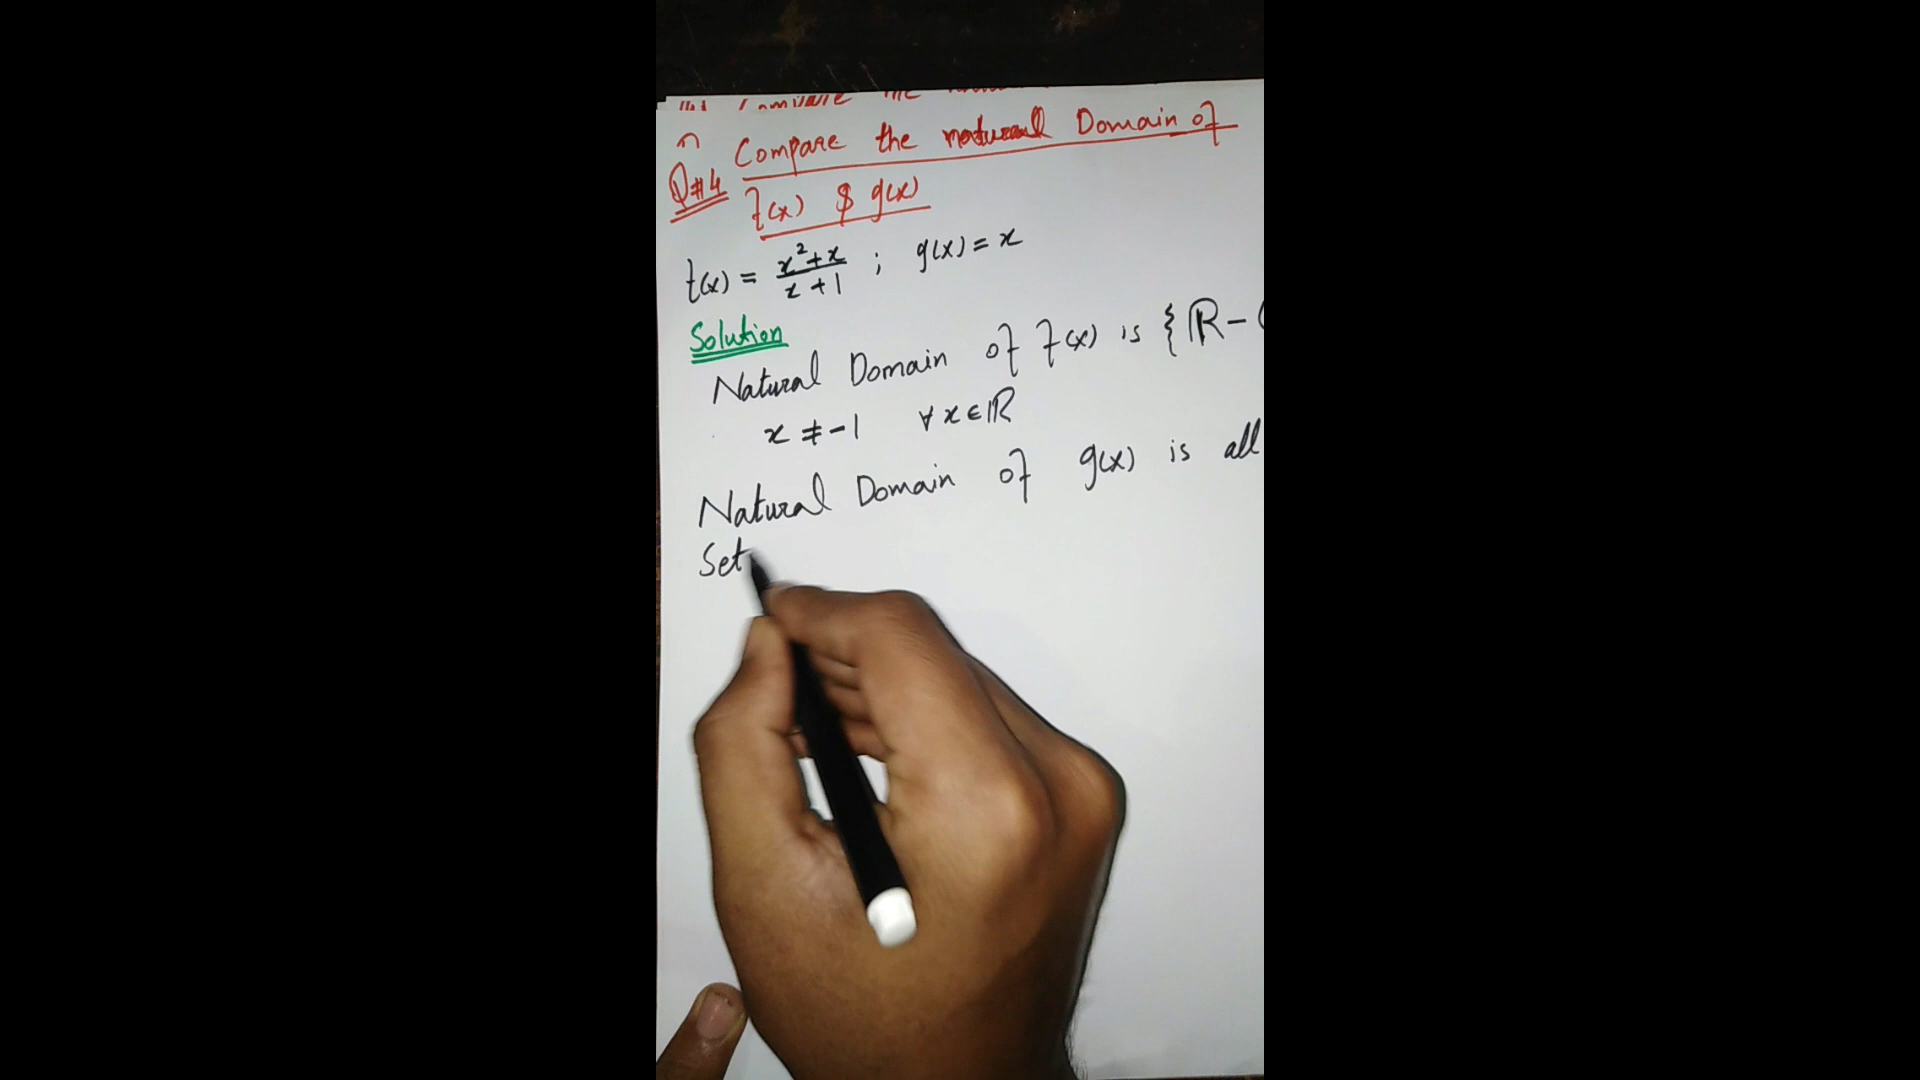 Compare the natural Domain of
Q#4 f(x) & g(x)
f(x) = x²+x / x+1 ; g(x) = x
Solution
Natural Domain of f(x) is {ℝ-
x ≠ -1 ∀ x ∈ ℝ
Natural Domain of g(x) is all
Set